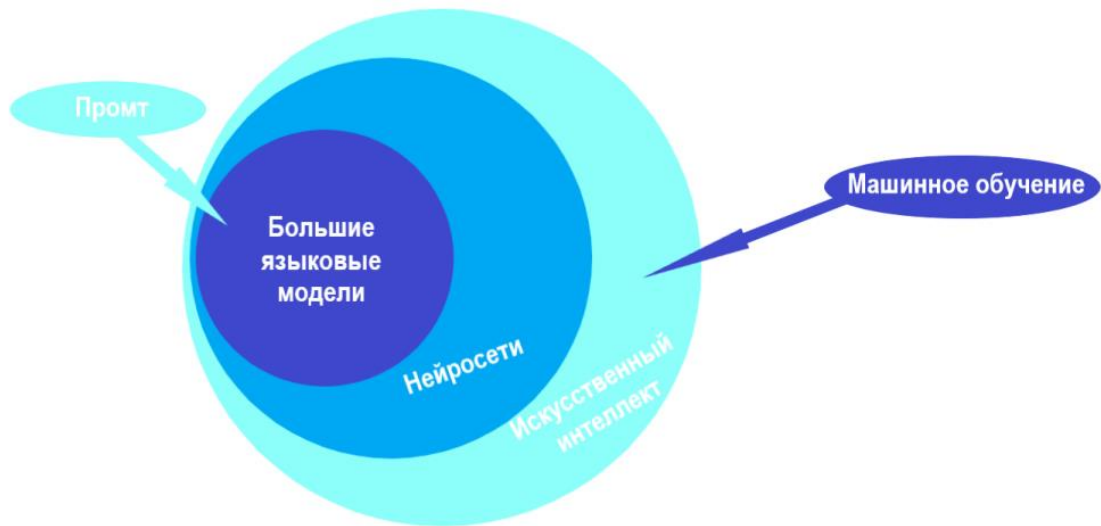 Промт
Машинное обучение
Большие
языковые
модели
Нейросети
Искусственный
интеллект